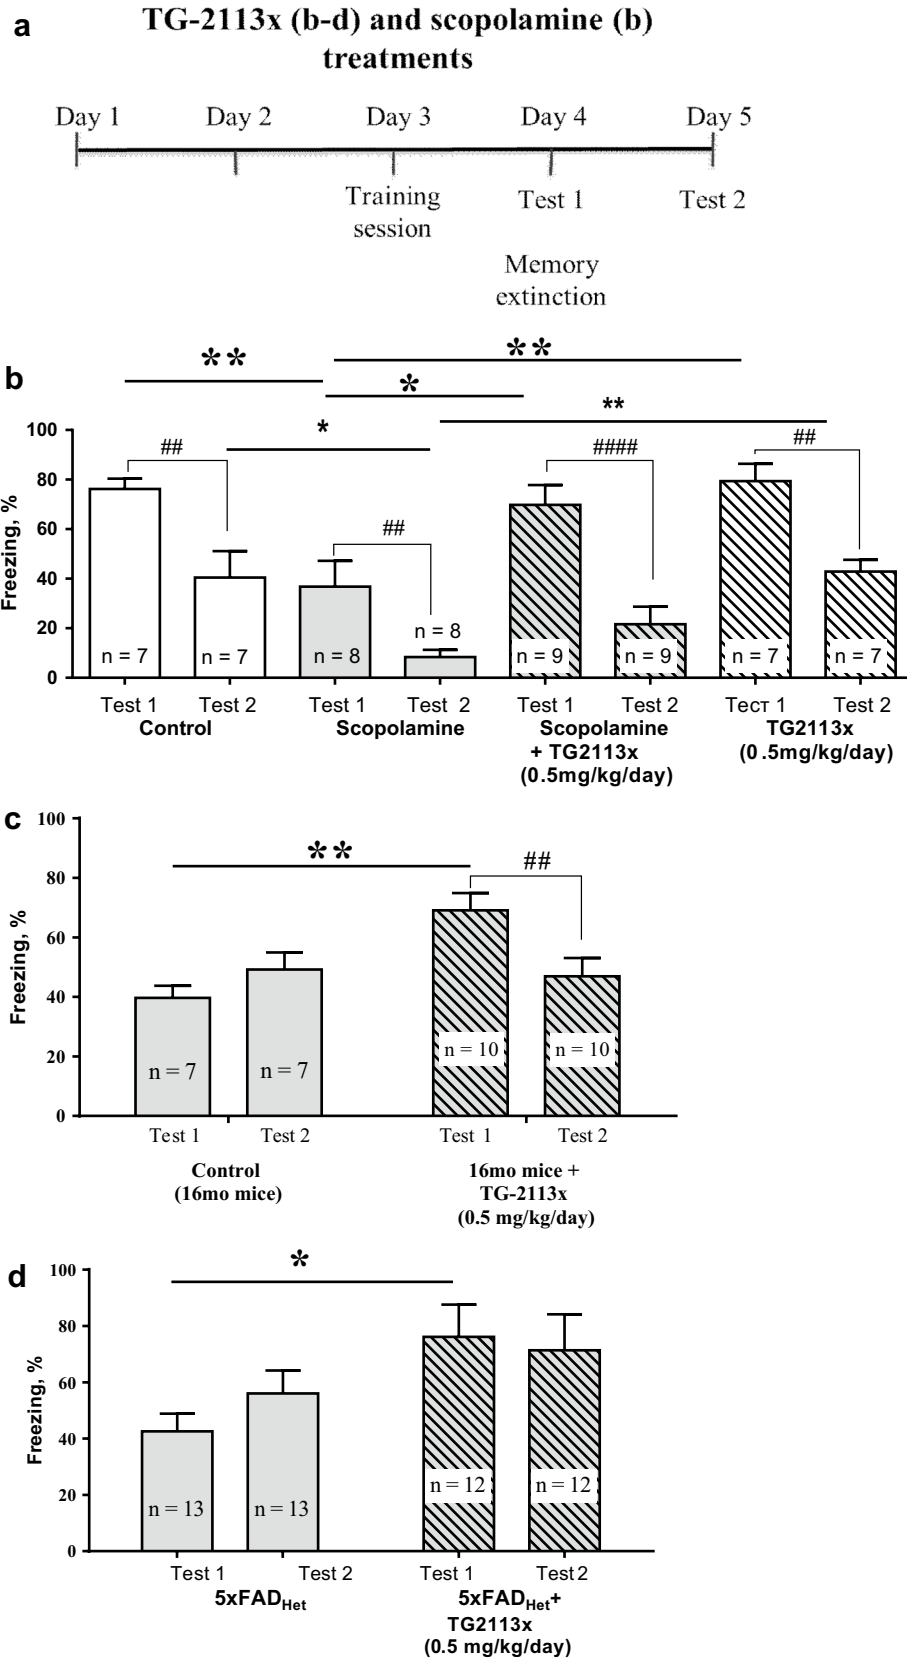 a
TG-2113x (b-d) and scopolamine (b)
treatments
Day 1 Day 2 Day 3 Day 4 Day 5
Training
session
Test 1 Test 2
Memory
extinction
b
** ** * ** *
## ## #### ##
Freezing, %
100
80
60
40
20
0
n = 7 n = 7 n = 8 n = 8 n = 9 n = 9 n = 7 n = 7
Test 1 Test 2 Test 1 Test 2 Test 1 Test 2 Тест 1 Test 2
Control Scopolamine Scopolamine TG2113x
+ TG2113x (0.5mg/kg/day)
(0.5mg/kg/day)
c
** ##
Freezing, %
100
80
60
40
20
0
n = 7 n = 7 n = 10 n = 10
Test 1 Test 2 Test 1 Test 2
Control 16mo mice +
(16mo mice) TG-2113x
(0.5 mg/kg/day)
d
*
Freezing, %
100
80
60
40
20
0
n = 13 n = 13 n = 12 n = 12
Test 1 Test 2 Test 1 Test 2
5xFADHet 5xFADHet+
TG2113x
(0.5 mg/kg/day)